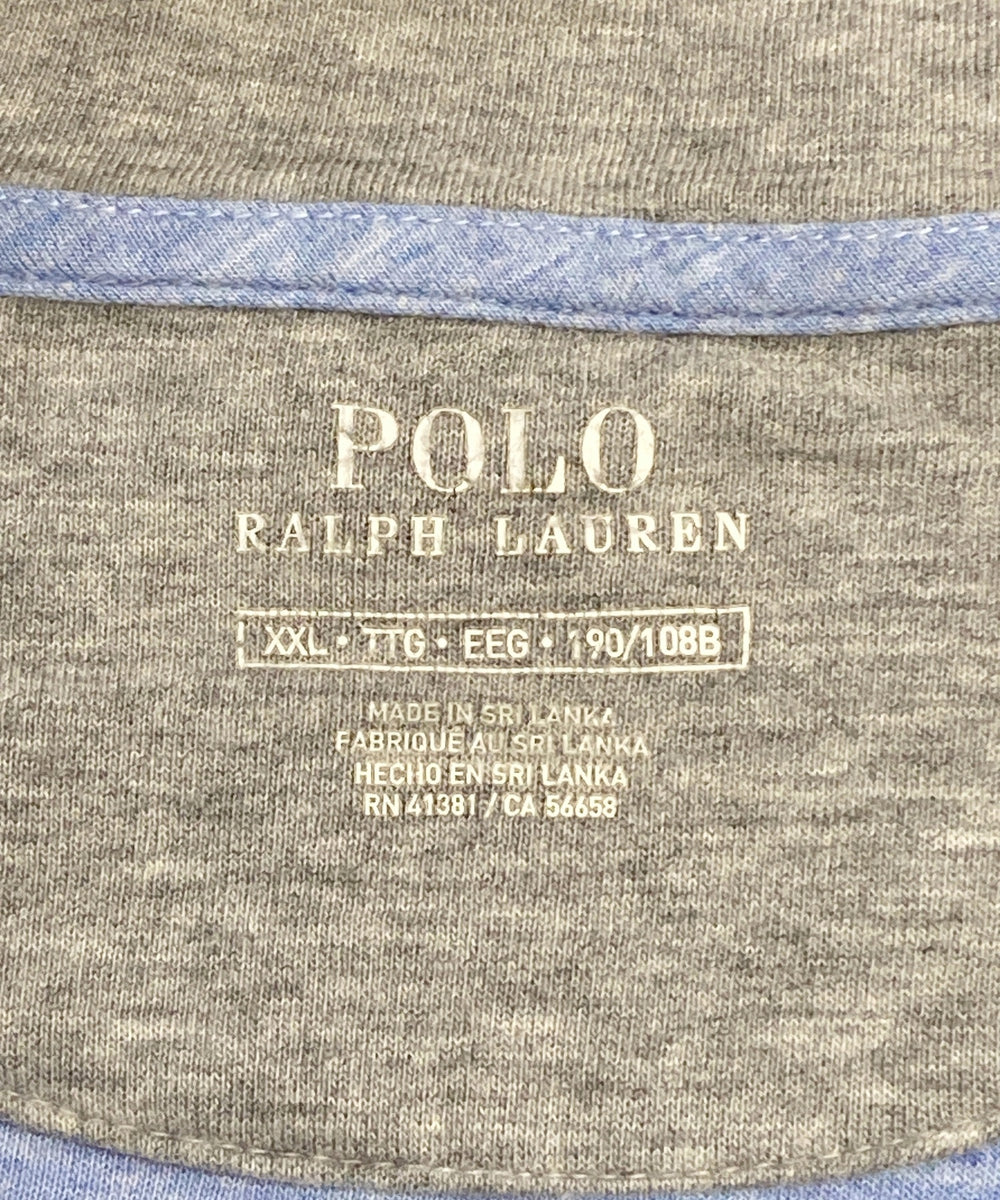 POLO
RALPH LAUREN
XXL • TTG • EEG • 190/108B
MADE IN SRI LANKA
FABRIQUÉ AU SRI LANKA
HECHO EN SRI LANKA
RN 41381 / CA 56658